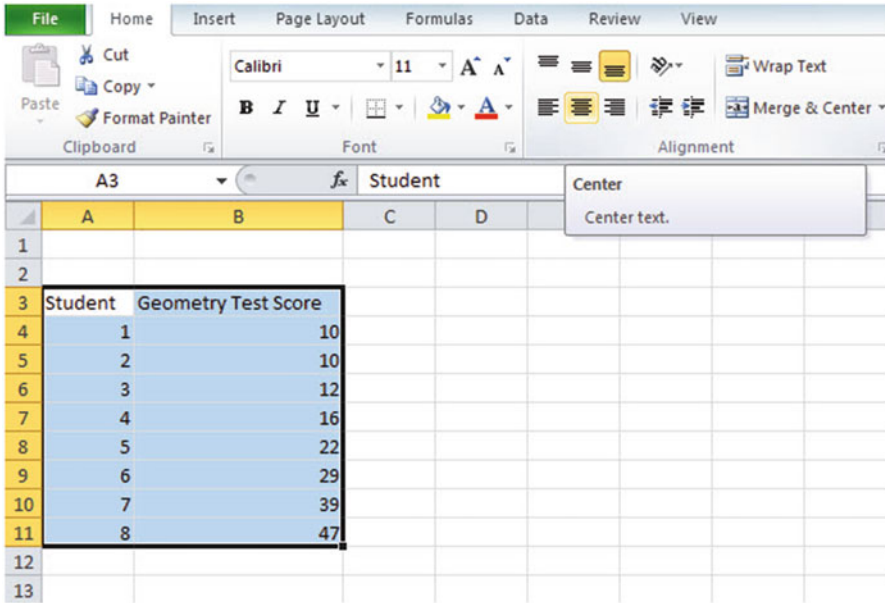 File Home Insert Page Layout Formulas Data Review View
Cut
Copy
Paste
Format Painter
Clipboard
Calibri 11 A A
B I U A
Font
Wrap Text
Merge & Center
Alignment
A3 fx Student
Center
Center text.
A B C D
1
2
3 Student Geometry Test Score
4 1 10
5 2 10
6 3 12
7 4 16
8 5 22
9 6 29
10 7 39
11 8 47
12
13